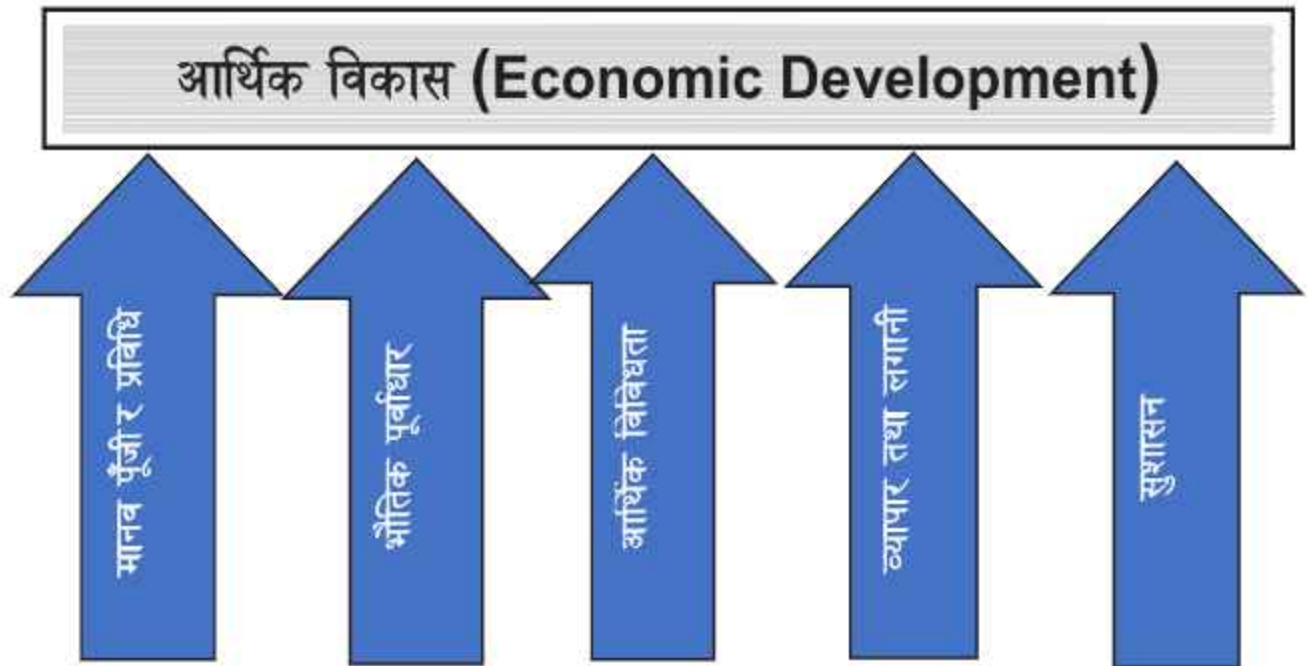 आर्थिक विकास (Economic Development)
मानव पूँजी र प्रविधि
भौतिक पूर्वाधार
आर्थिक विविधता
व्यापार तथा लगानी
सुशासन